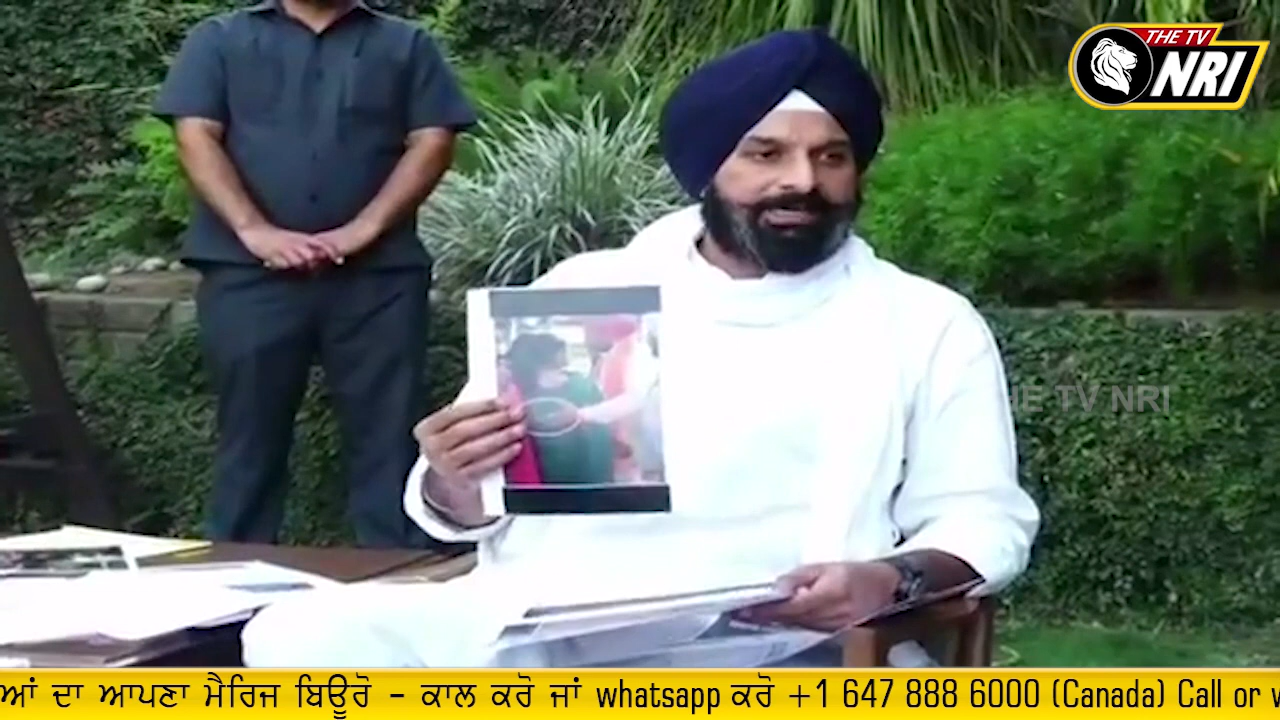 THE TV
NRI
THE TV NRI
ਆਂ ਦਾ ਆਪਣਾ ਮੈਰਿਜ ਬਿਊਰੋ - ਕਾਲ ਕਰੋ ਜਾਂ whatsapp ਕਰੋ +1 647 888 6000 (Canada) Call or